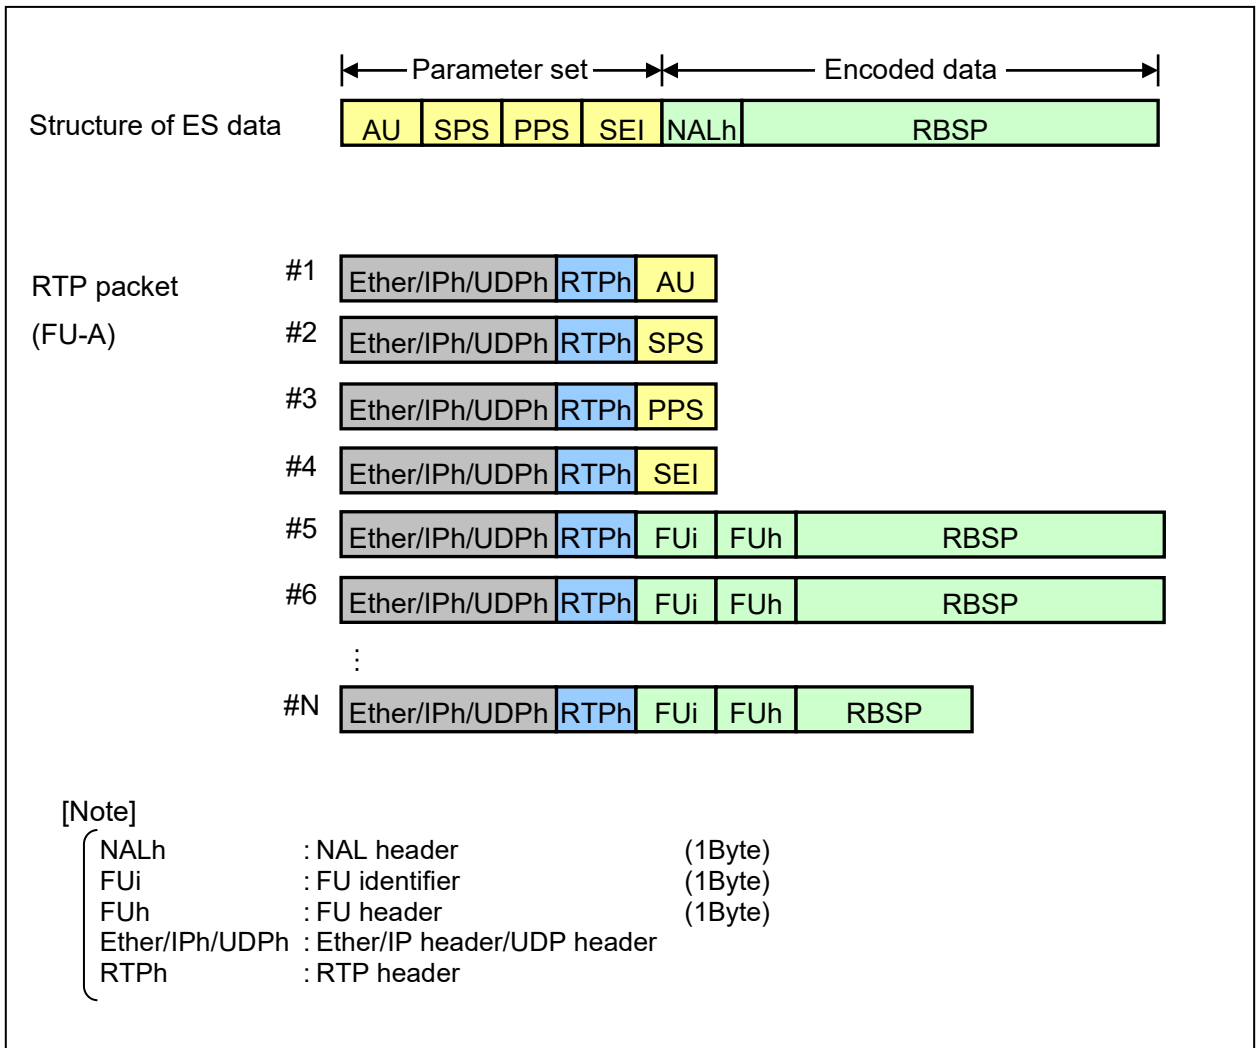 Parameter set Encoded data
Structure of ES data AU SPS PPS SEI NALh RBSP
RTP packet
(FU-A)
#1 Ether/IPh/UDPh RTPh AU
#2 Ether/IPh/UDPh RTPh SPS
#3 Ether/IPh/UDPh RTPh PPS
#4 Ether/IPh/UDPh RTPh SEI
#5 Ether/IPh/UDPh RTPh FUi FUh RBSP
#6 Ether/IPh/UDPh RTPh FUi FUh RBSP
⋮
#N Ether/IPh/UDPh RTPh FUi FUh RBSP
[Note]
NALh : NAL header (1Byte)
FUi : FU identifier (1Byte)
FUh : FU header (1Byte)
Ether/IPh/UDPh : Ether/IP header/UDP header
RTPh : RTP header